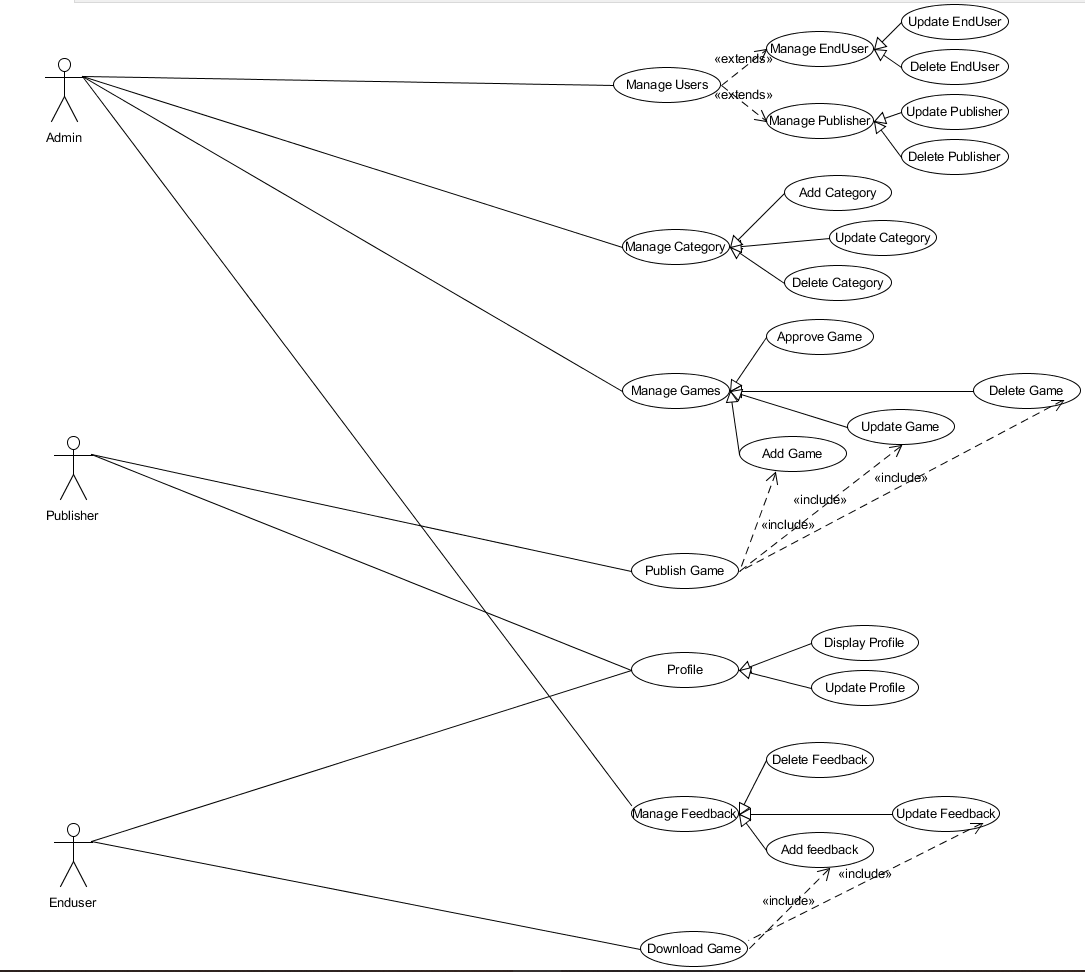 Update EndUser
Manage EndUser
«extends»
Delete EndUser
Manage Users
«extends»
Update Publisher
Manage Publisher
Admin
Delete Publisher
Add Category
Update Category
Manage Category
Delete Category
Approve Game
Manage Games
Delete Game
Update Game
Add Game
«include»
«include»
Publisher
«include»
Publish Game
Display Profile
Profile
Update Profile
Delete Feedback
Manage Feedback
Update Feedback
Add feedback
«include»
Enduser
«include»
Download Game